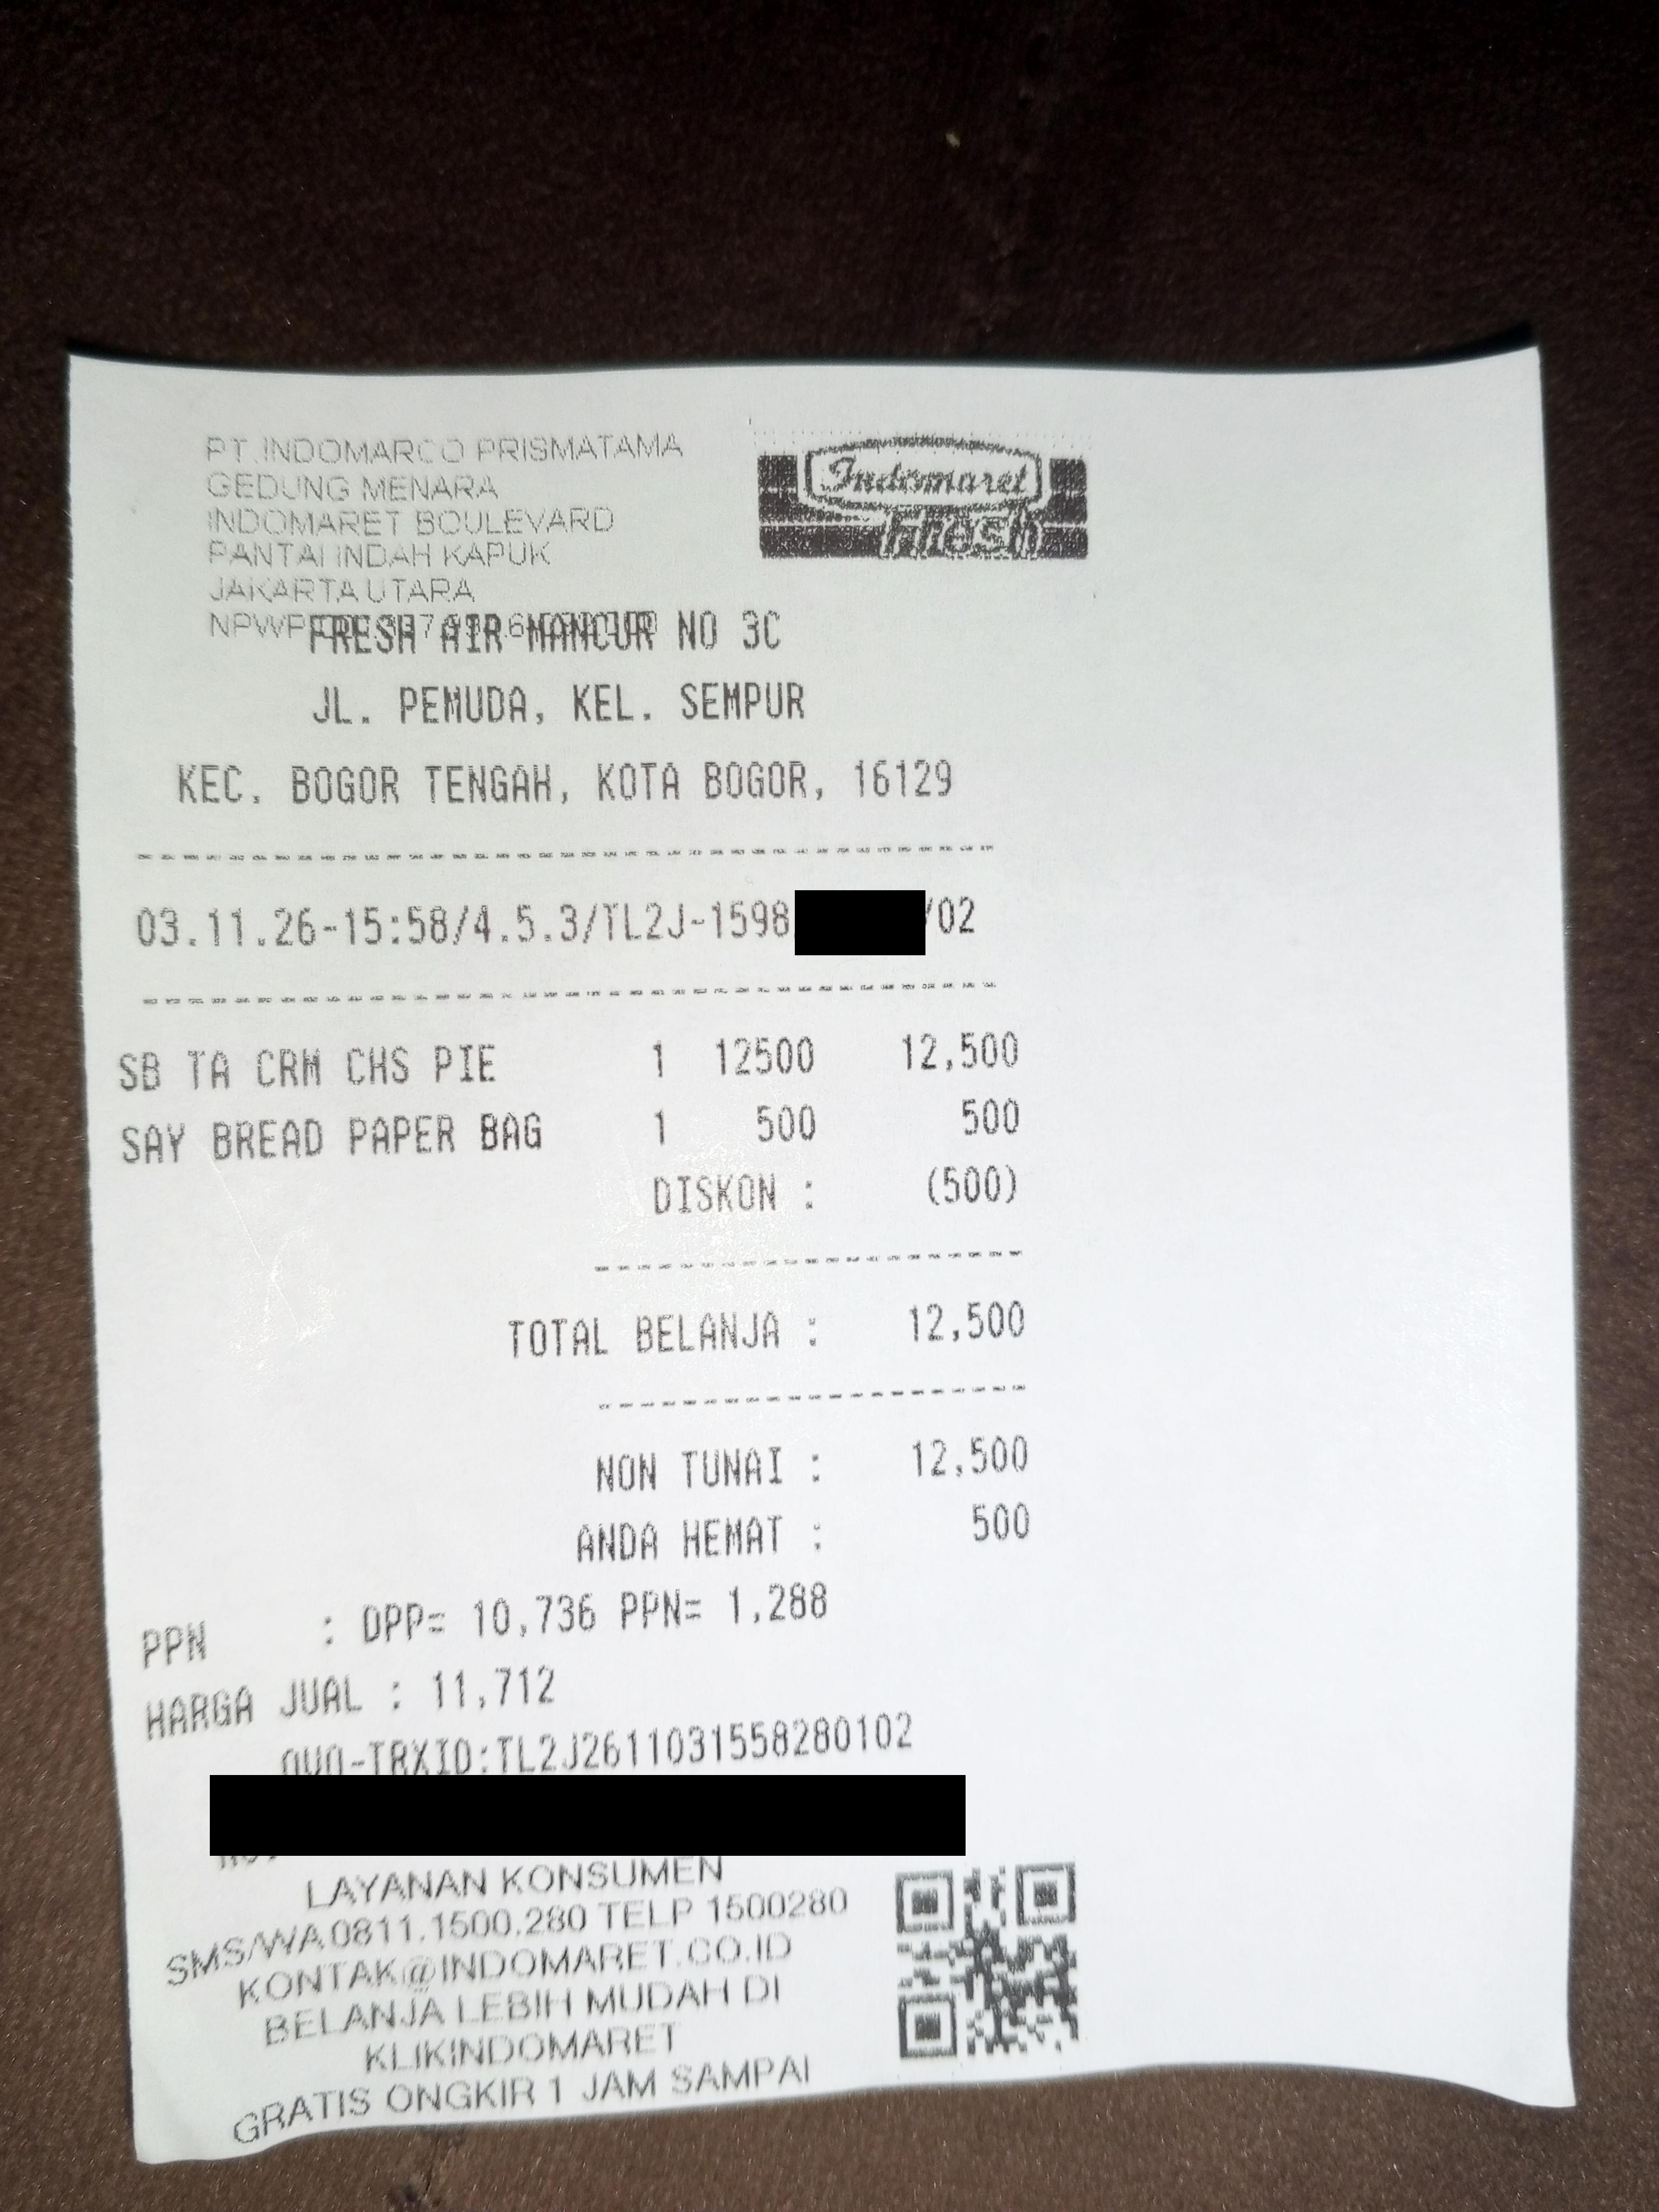 PT.INDOMARCO PRISMATAMA
GEDUNG MENARA
INDOMARET BOULEVARD
PANTAI INDAH KAPUK
JAKARTA UTARA
Indomaret
Fresh
FRESH AIR MANCUR NO 3C
JL. PEMUDA, KEL. SEMPUR
KEC. BOGOR TENGAH, KOTA BOGOR, 16129
03.11.26-15:58/4.5.3/TL2J-1598 /02
SB TA CRM CHS PIE 1 12500 12,500
SAY BREAD PAPER BAG 1 500 500
DISKON : (500)
TOTAL BELANJA : 12,500
NON TUNAI : 12,500
ANDA HEMAT : 500
PPN : DPP= 10,736 PPN= 1,288
HARGA JUAL : 11,712
OVO-TRXID:TL2J2611031558280102
LAYANAN KONSUMEN
SMS/WA 0811.1500.280 TELP 1500280
KONTAK@INDOMARET.CO.ID
BELANJA LEBIH MUDAH DI
KLIKINDOMARET
GRATIS ONGKIR 1 JAM SAMPAI